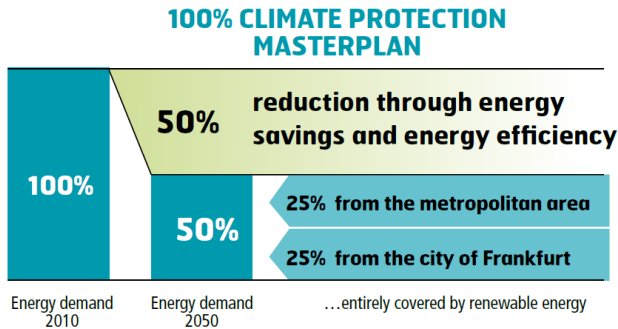 100% CLIMATE PROTECTION
MASTERPLAN
50%
reduction through energy
savings and energy efficiency
100%
50%
25% from the metropolitan area
25% from the city of Frankfurt
Energy demand
2010
Energy demand
2050
…entirely covered by renewable energy